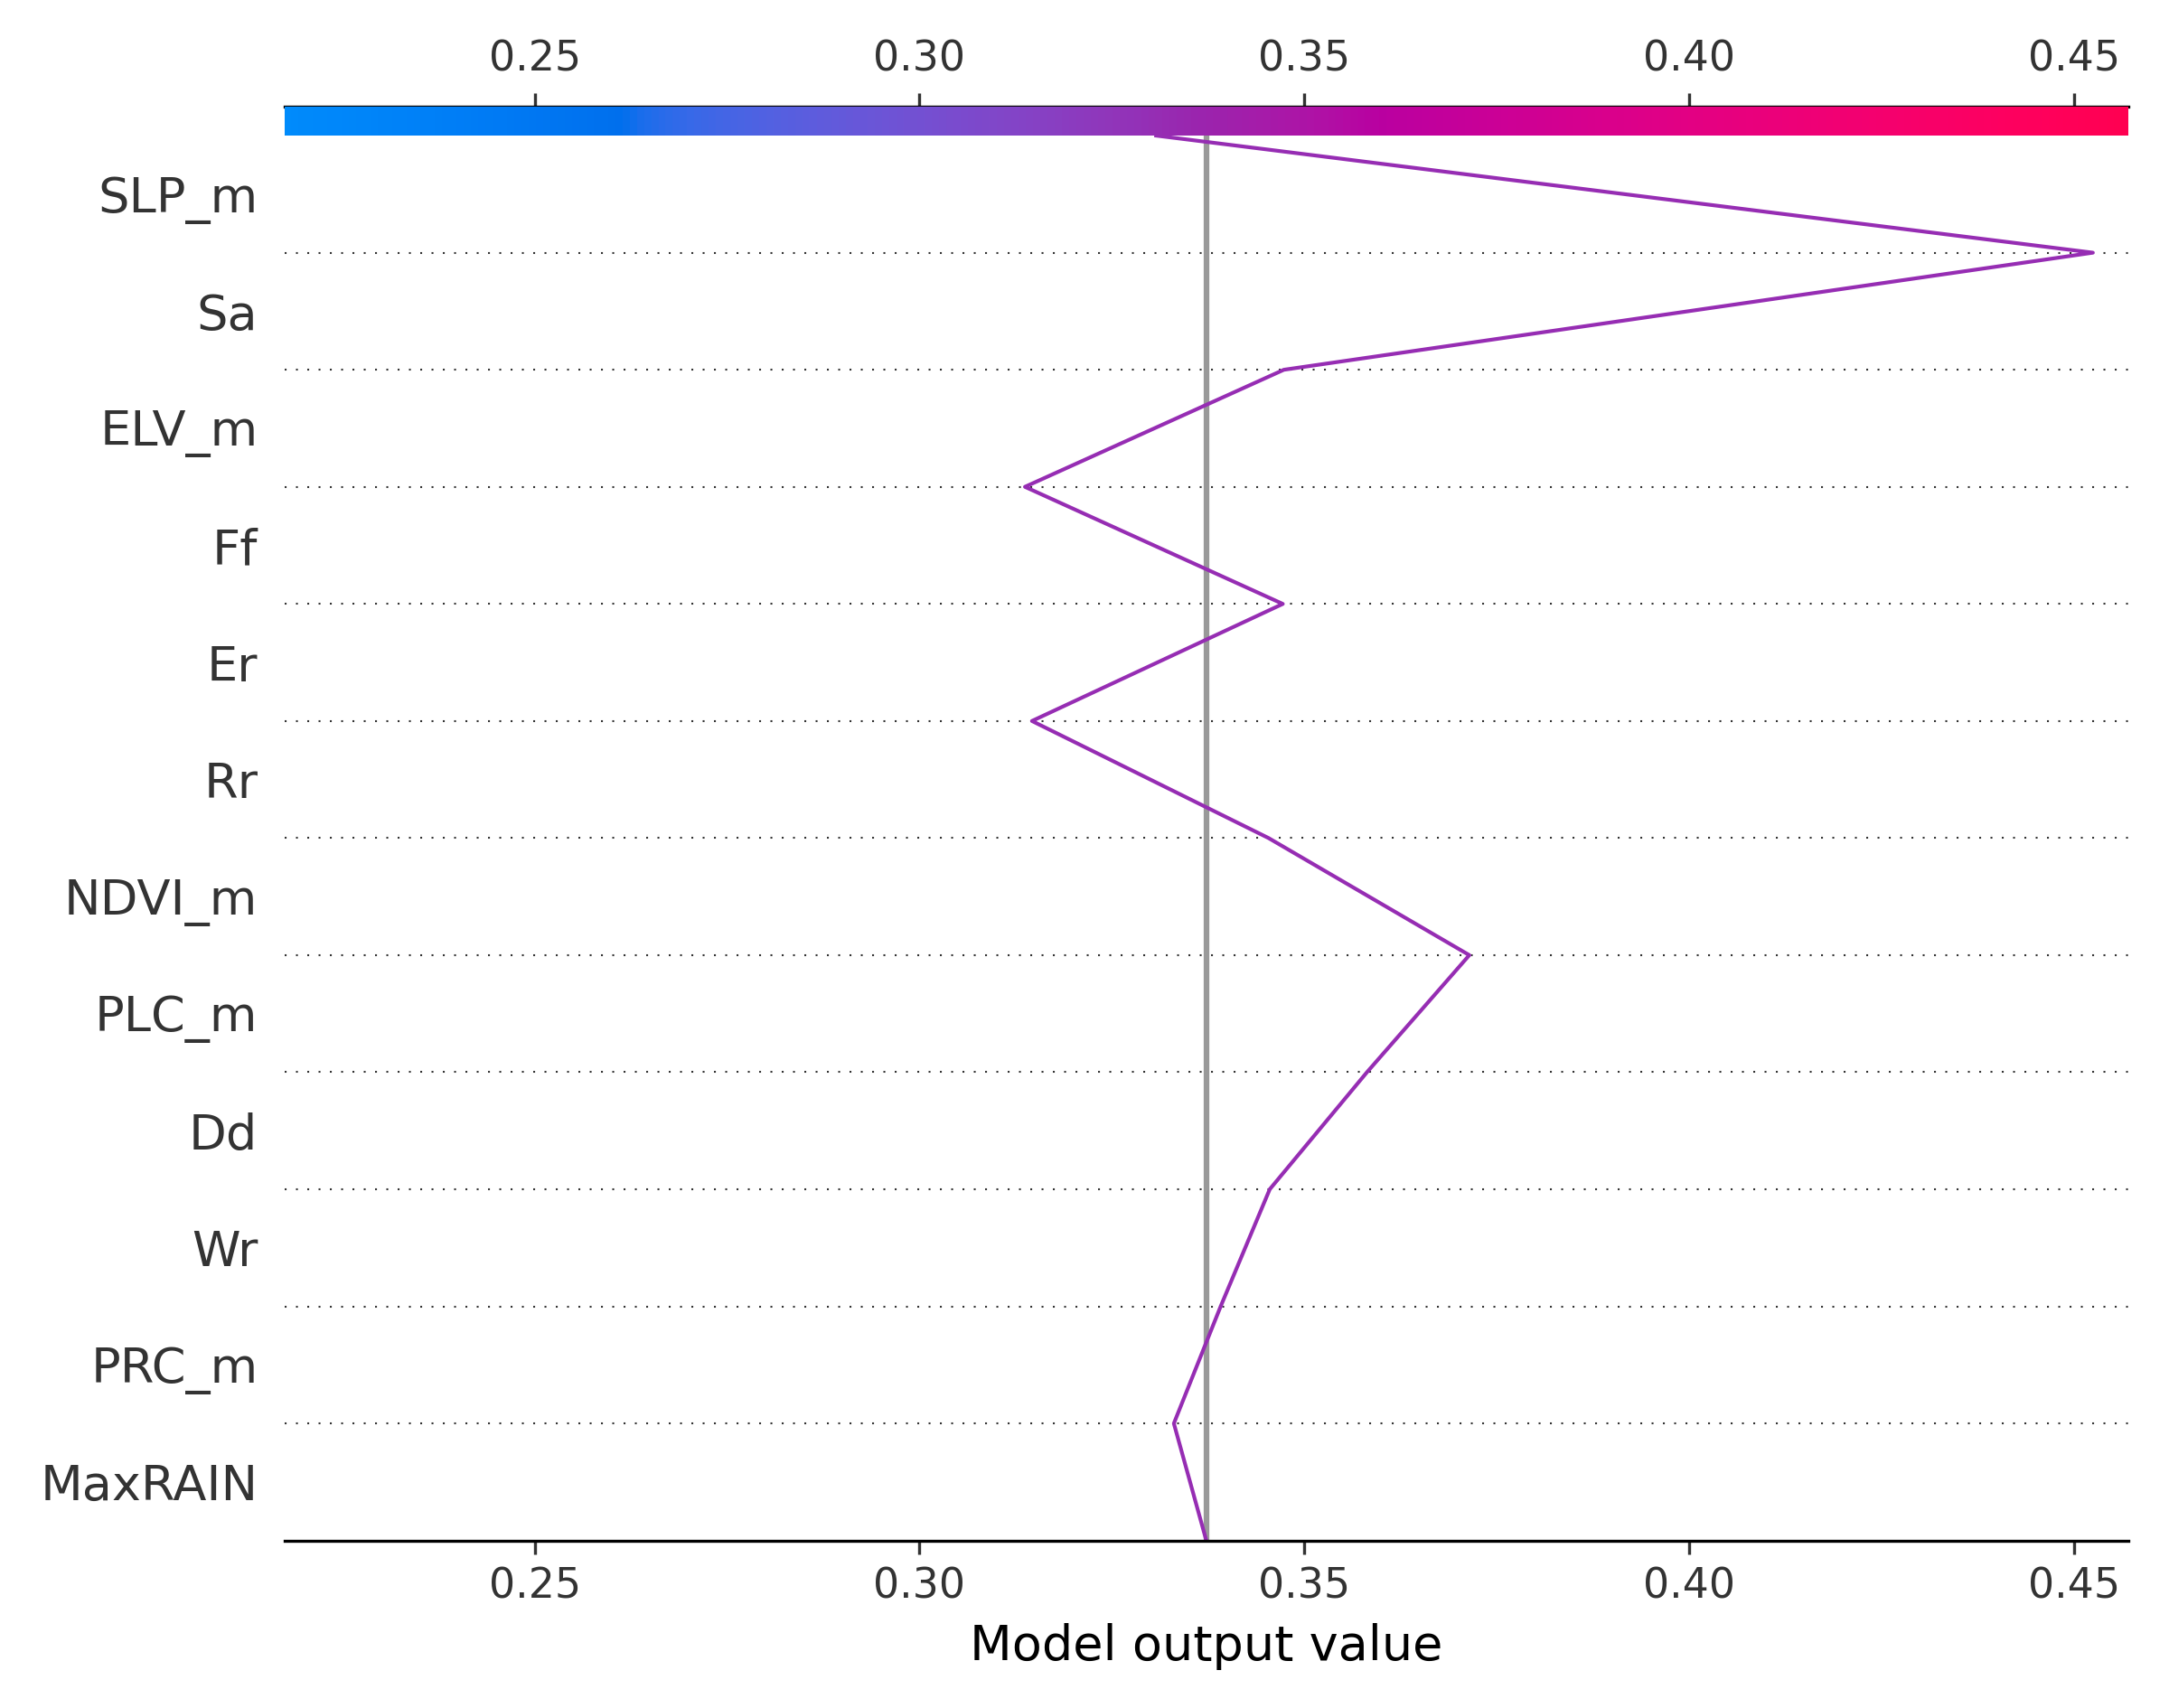 0.25 0.30 0.35 0.40 0.45
SLP_m
Sa
ELV_m
Ff
Er
Rr
NDVI_m
PLC_m
Dd
Wr
PRC_m
MaxRAIN
0.25 0.30 0.35 0.40 0.45
Model output value